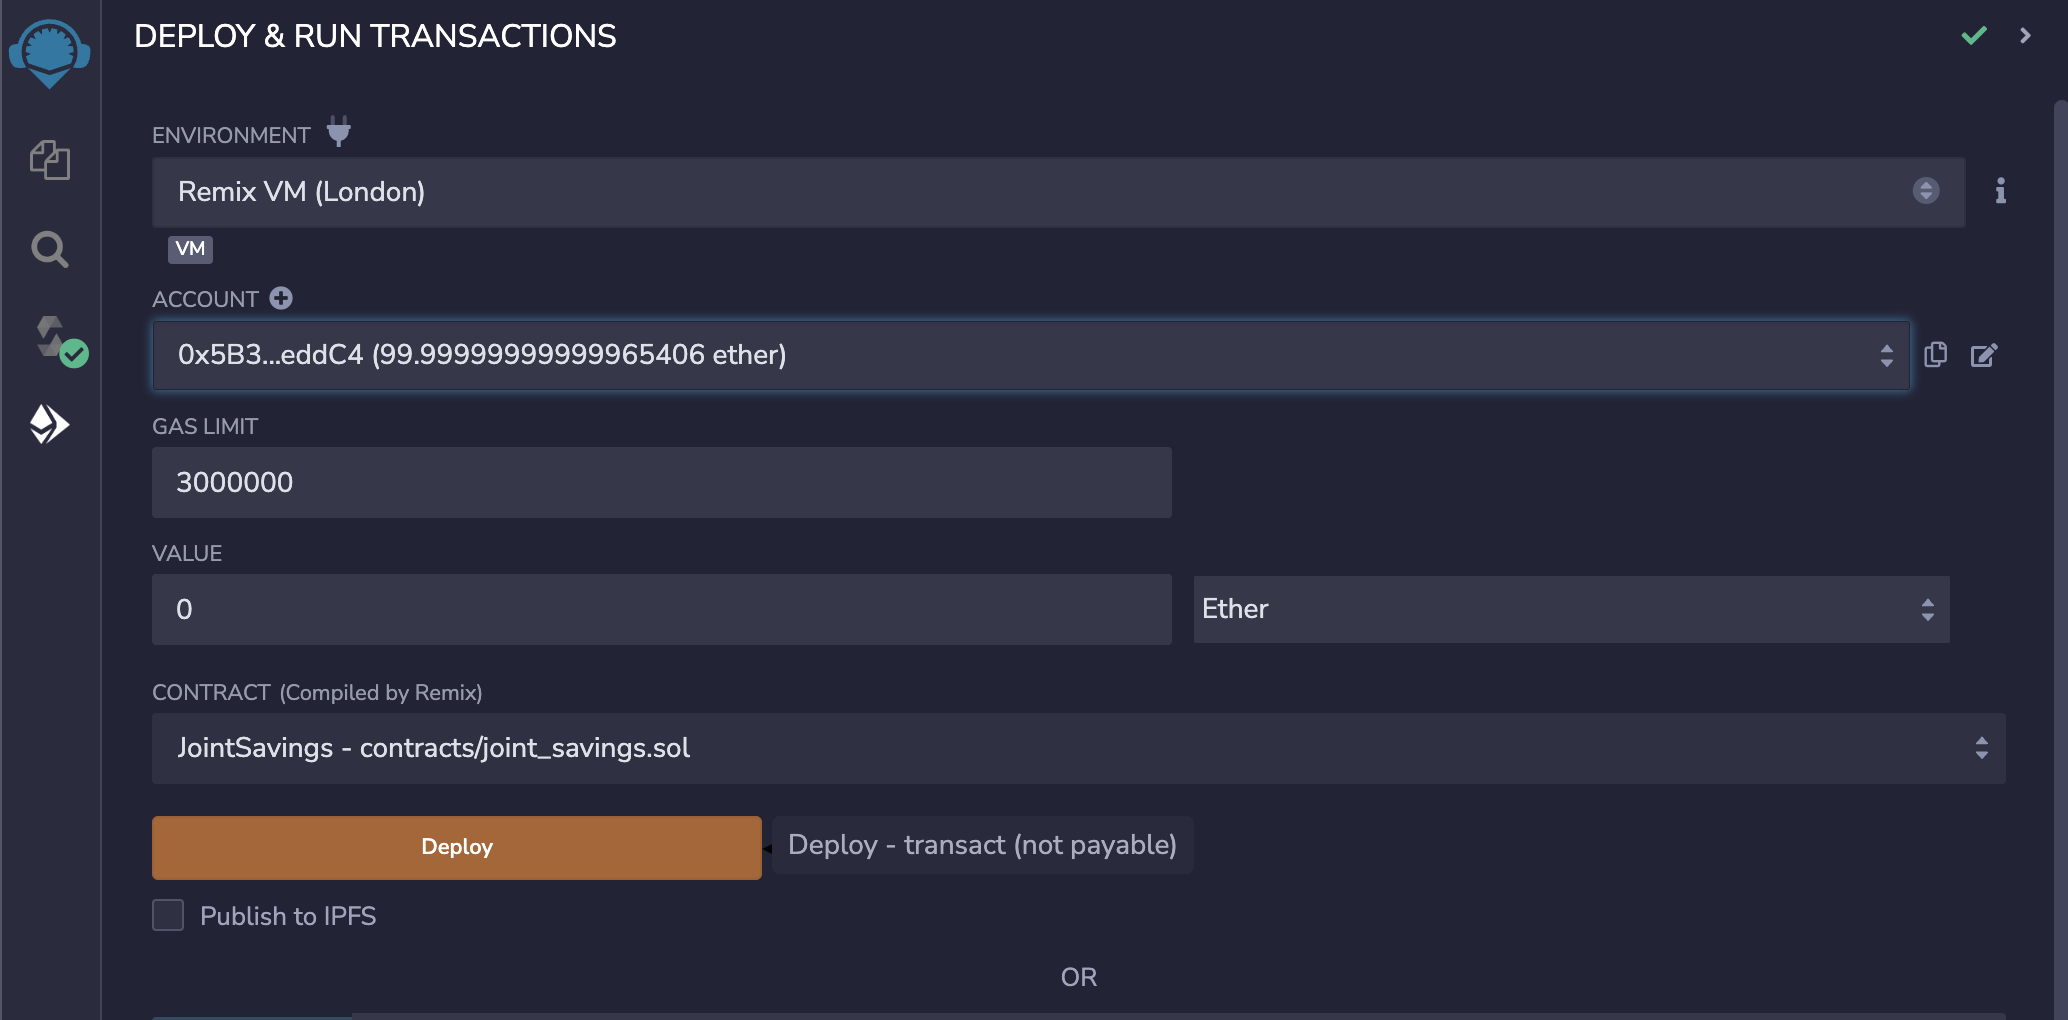 DEPLOY & RUN TRANSACTIONS
ENVIRONMENT
Remix VM (London)
VM
ACCOUNT
0x5B3...eddC4 (99.99999999999965406 ether)
GAS LIMIT
3000000
VALUE
0
Ether
CONTRACT (Compiled by Remix)
JointSavings - contracts/joint_savings.sol
Deploy
Deploy - transact (not payable)
Publish to IPFS
OR